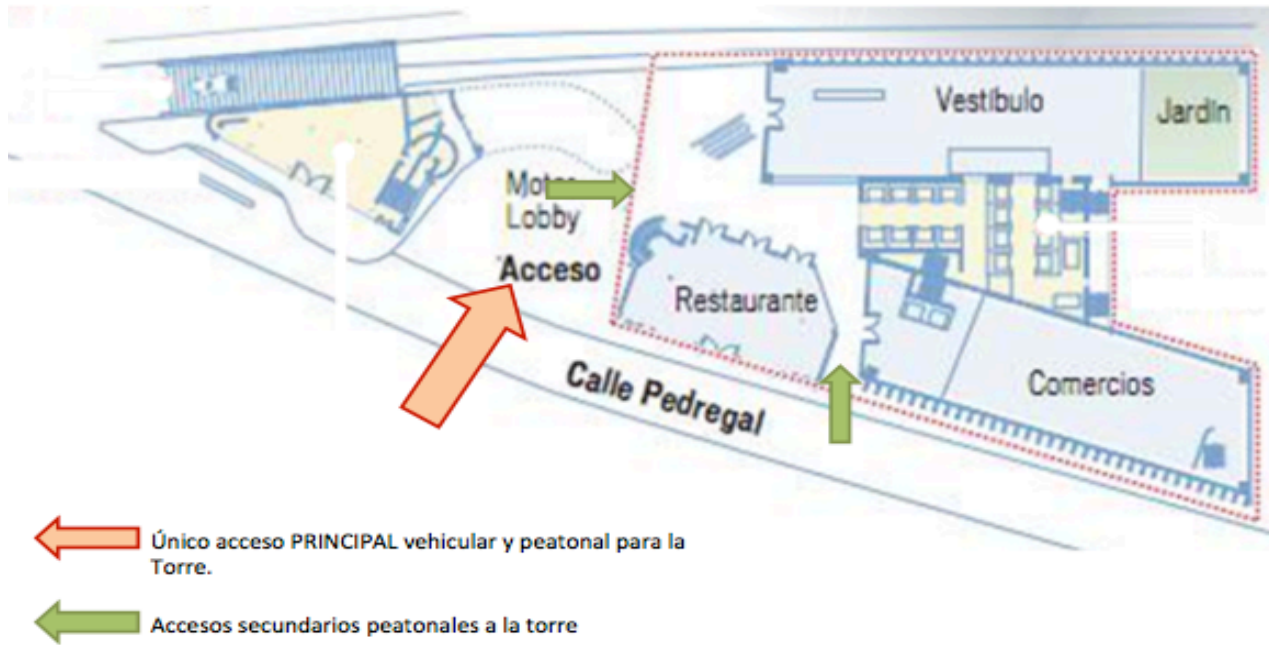 Vestíbulo
Jardín
Motor
Lobby
Acceso
Restaurante
Calle Pedregal
Comercios
Único acceso PRINCIPAL vehicular y peatonal para la
Torre.
Accesos secundarios peatonales a la torre